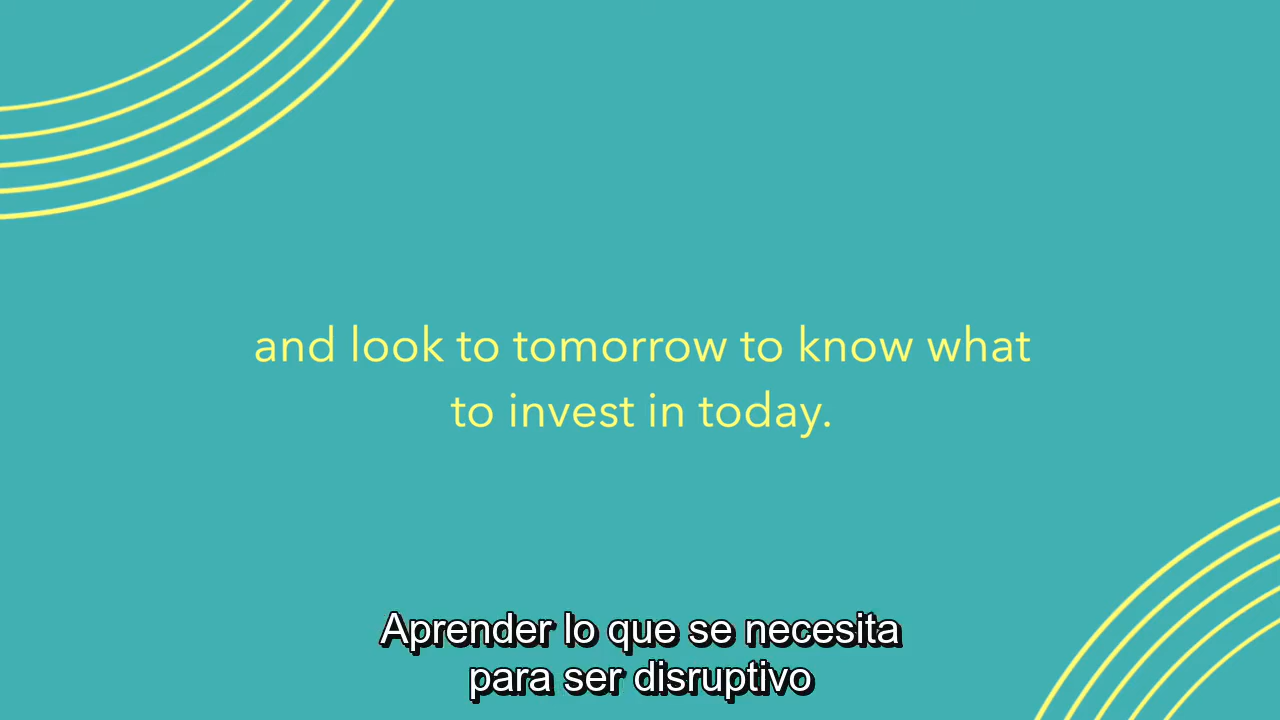 and look to tomorrow to know what
to invest in today.
Aprender lo que se necesita
para ser disruptivo